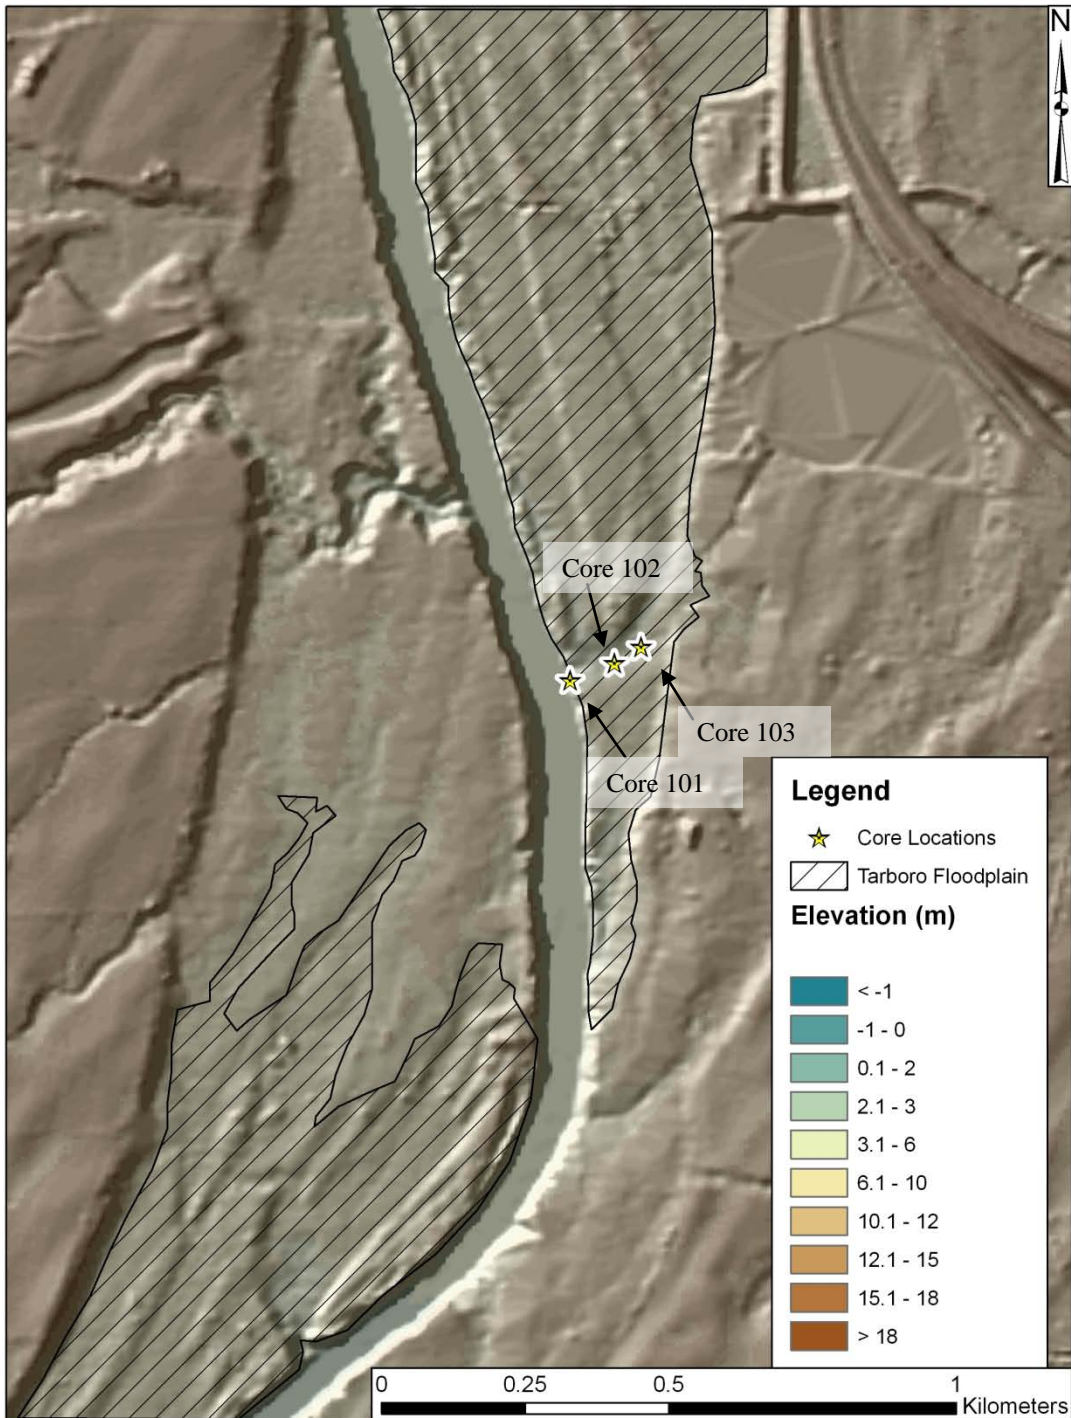 N
Core 102
Core 103
Core 101
Legend
Core Locations
Tarboro Floodplain
Elevation (m)
< -1
-1 - 0
0.1 - 2
2.1 - 3
3.1 - 6
6.1 - 10
10.1 - 12
12.1 - 15
15.1 - 18
> 18
0 0.25 0.5 1
Kilometers